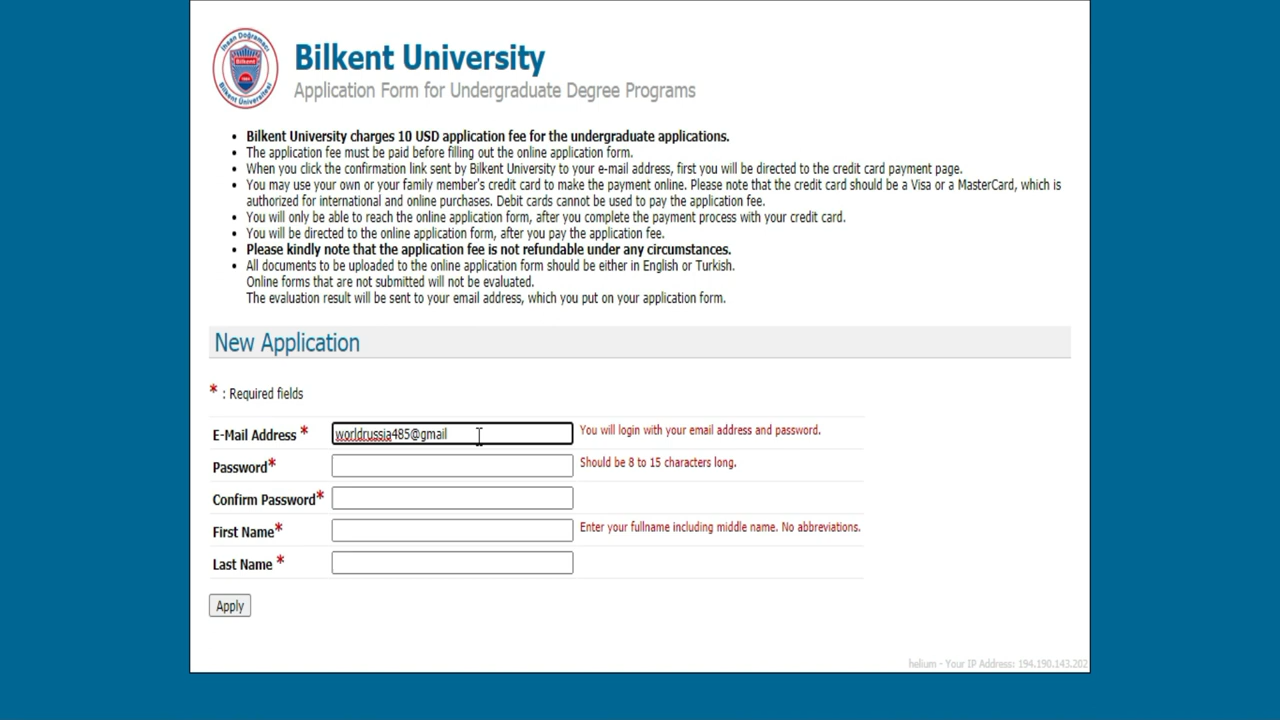 İhsan Doğramacı
Bilkent
Bilkent Üniversitesi
Bilkent University
Application Form for Undergraduate Degree Programs
Bilkent University charges 10 USD application fee for the undergraduate applications.
The application fee must be paid before filling out the online application form.
When you click the confirmation link sent by Bilkent University to your e-mail address, first you will be directed to the credit card payment page.
You may use your own or your family member's credit card to make the payment online. Please note that the credit card should be a Visa or a MasterCard, which is
authorized for international and online purchases. Debit cards cannot be used to pay the application fee.
You will only be able to reach the online application form, after you complete the payment process with your credit card.
You will be directed to the online application form, after you pay the application fee.
Please kindly note that the application fee is not refundable under any circumstances.
All documents to be uploaded to the online application form should be either in English or Turkish.
Online forms that are not submitted will not be evaluated.
The evaluation result will be sent to your email address, which you put on your application form.
New Application
* : Required fields
E-Mail Address * worldrussia485@gmail You will login with your email address and password.
Password* Should be 8 to 15 characters long.
Confirm Password*
First Name* Enter your fullname including middle name. No abbreviations.
Last Name *
Apply
helium - Your IP Address: 194.190.143.202